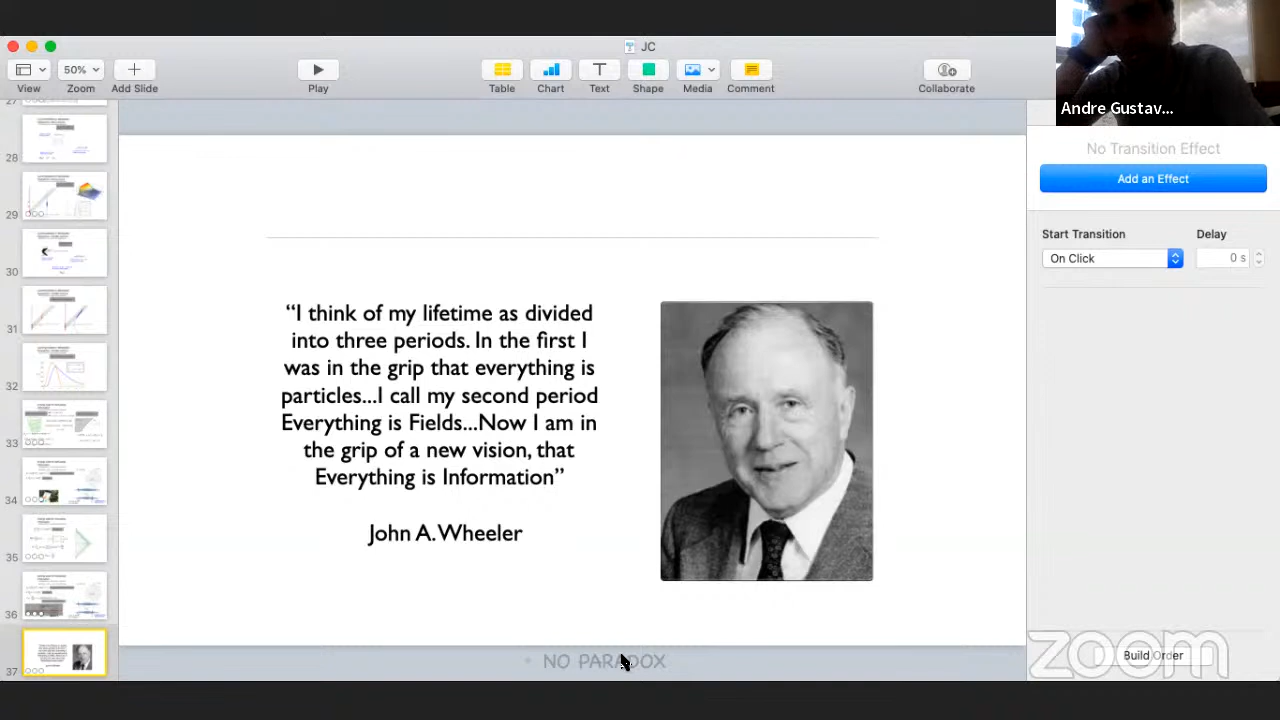 JC
50%
View
Zoom
Add Slide
Play
Table
Chart
Text
Shape
Media
Comment
Collaborate
Andre Gustav...
27
28
29
30
31
32
33
34
35
36
37
“I think of my lifetime as divided
into three periods. In the first I
was in the grip that everything is
particles...I call my second period
Everything is Fields...Now I am in
the grip of a new vision, that
Everything is Information”
John A. Wheeler
• NO PARADOX
No Transition Effect
Add an Effect
Start Transition
Delay
On Click
0 s
Build Order
zoom